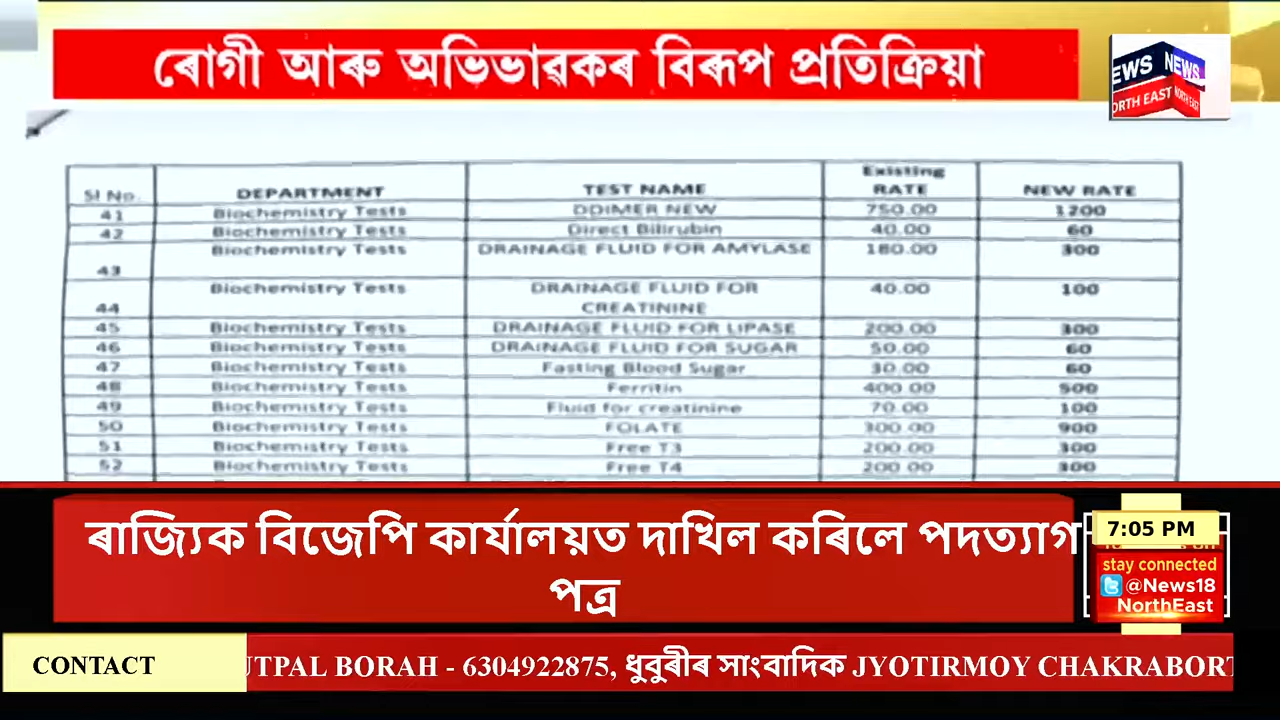 ৰোগী আৰু অভিভাৱকৰ বিৰূপ প্ৰতিক্ৰিয়া
EWS NEWS
ORTH EAST NORTH EAST
Sl No. DEPARTMENT TEST NAME Existing RATE NEW RATE
41 Biochemistry Tests DDIMER NEW 750.00 1200
42 Biochemistry Tests Direct Bilirubin 40.00 60
43 Biochemistry Tests DRAINAGE FLUID FOR AMYLASE 180.00 300
44 Biochemistry Tests DRAINAGE FLUID FOR CREATININE 40.00 100
45 Biochemistry Tests DRAINAGE FLUID FOR LIPASE 200.00 300
46 Biochemistry Tests DRAINAGE FLUID FOR SUGAR 50.00 60
47 Biochemistry Tests Fasting Blood Sugar 30.00 60
48 Biochemistry Tests Ferritin 400.00 500
49 Biochemistry Tests Fluid for creatinine 70.00 100
50 Biochemistry Tests FOLATE 300.00 900
51 Biochemistry Tests Free T3 200.00 300
52 Biochemistry Tests Free T4 200.00 300
ৰাজ্যিক বিজেপি কাৰ্যালয়ত দাখিল কৰিলে পদত্যাগ
পত্ৰ
7:05 PM
stay connected
@News18
NorthEast
CONTACT UTPAL BORAH - 6304922875, ধুবুৰীৰ সাংবাদিক JYOTIRMOY CHAKRABORT